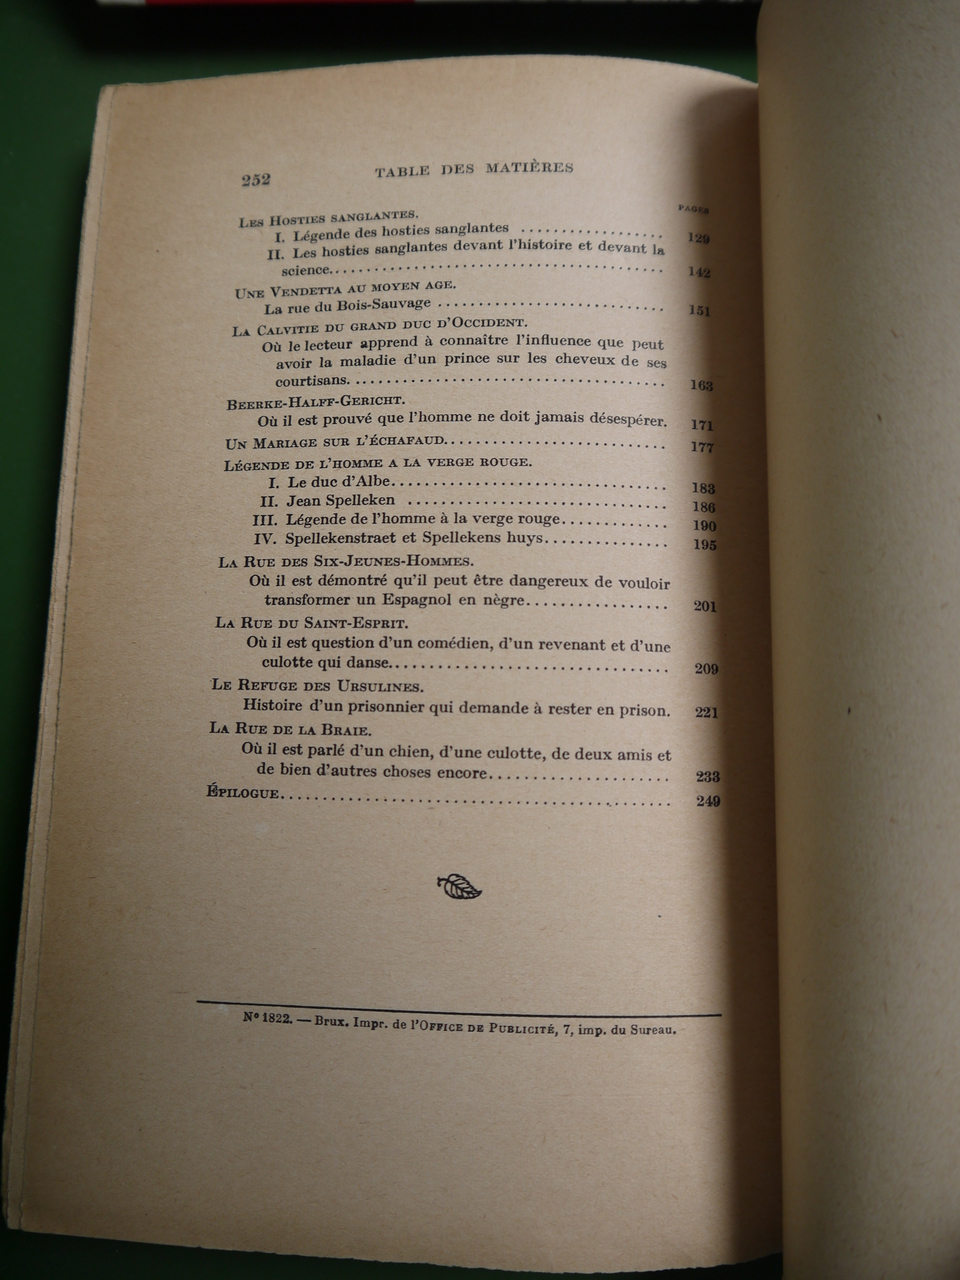 252 TABLE DES MATIÈRES
PAGES
LES HOSTIES SANGLANTES.
I. Légende des hosties sanglantes ................. 129
II. Les hosties sanglantes devant l'histoire et devant la
science....................................... 142
UNE VENDETTA AU MOYEN AGE.
La rue du Bois-Sauvage .......................... 151
LA CALVITIE DU GRAND DUC D'OCCIDENT.
Où le lecteur apprend à connaître l'influence que peut
avoir la maladie d'un prince sur les cheveux de ses
courtisans..................................... 163
BEERKE-HALFF-GERICHT.
Où il est prouvé que l'homme ne doit jamais désespérer. 171
UN MARIAGE SUR L'ÉCHAFAUD.......................... 177
LÉGENDE DE L'HOMME A LA VERGE ROUGE.
I. Le duc d'Albe................................ 183
II. Jean Spelleken .............................. 186
III. Légende de l'homme à la verge rouge............ 190
IV. Spellekenstraet et Spellekens huys.............. 195
LA RUE DES SIX-JEUNES-HOMMES.
Où il est démontré qu'il peut être dangereux de vouloir
transformer un Espagnol en nègre................ 201
LA RUE DU SAINT-ESPRIT.
Où il est question d'un comédien, d'un revenant et d'une
culotte qui danse............................... 209
LE REFUGE DES URSULINES.
Histoire d'un prisonnier qui demande à rester en prison. 221
LA RUE DE LA BRAIE.
Où il est parlé d'un chien, d'une culotte, de deux amis et
de bien d'autres choses encore.................... 233
ÉPILOGUE............................................ 249
N° 1822. — Brux. Impr. de l'OFFICE DE PUBLICITÉ, 7, imp. du Sureau.